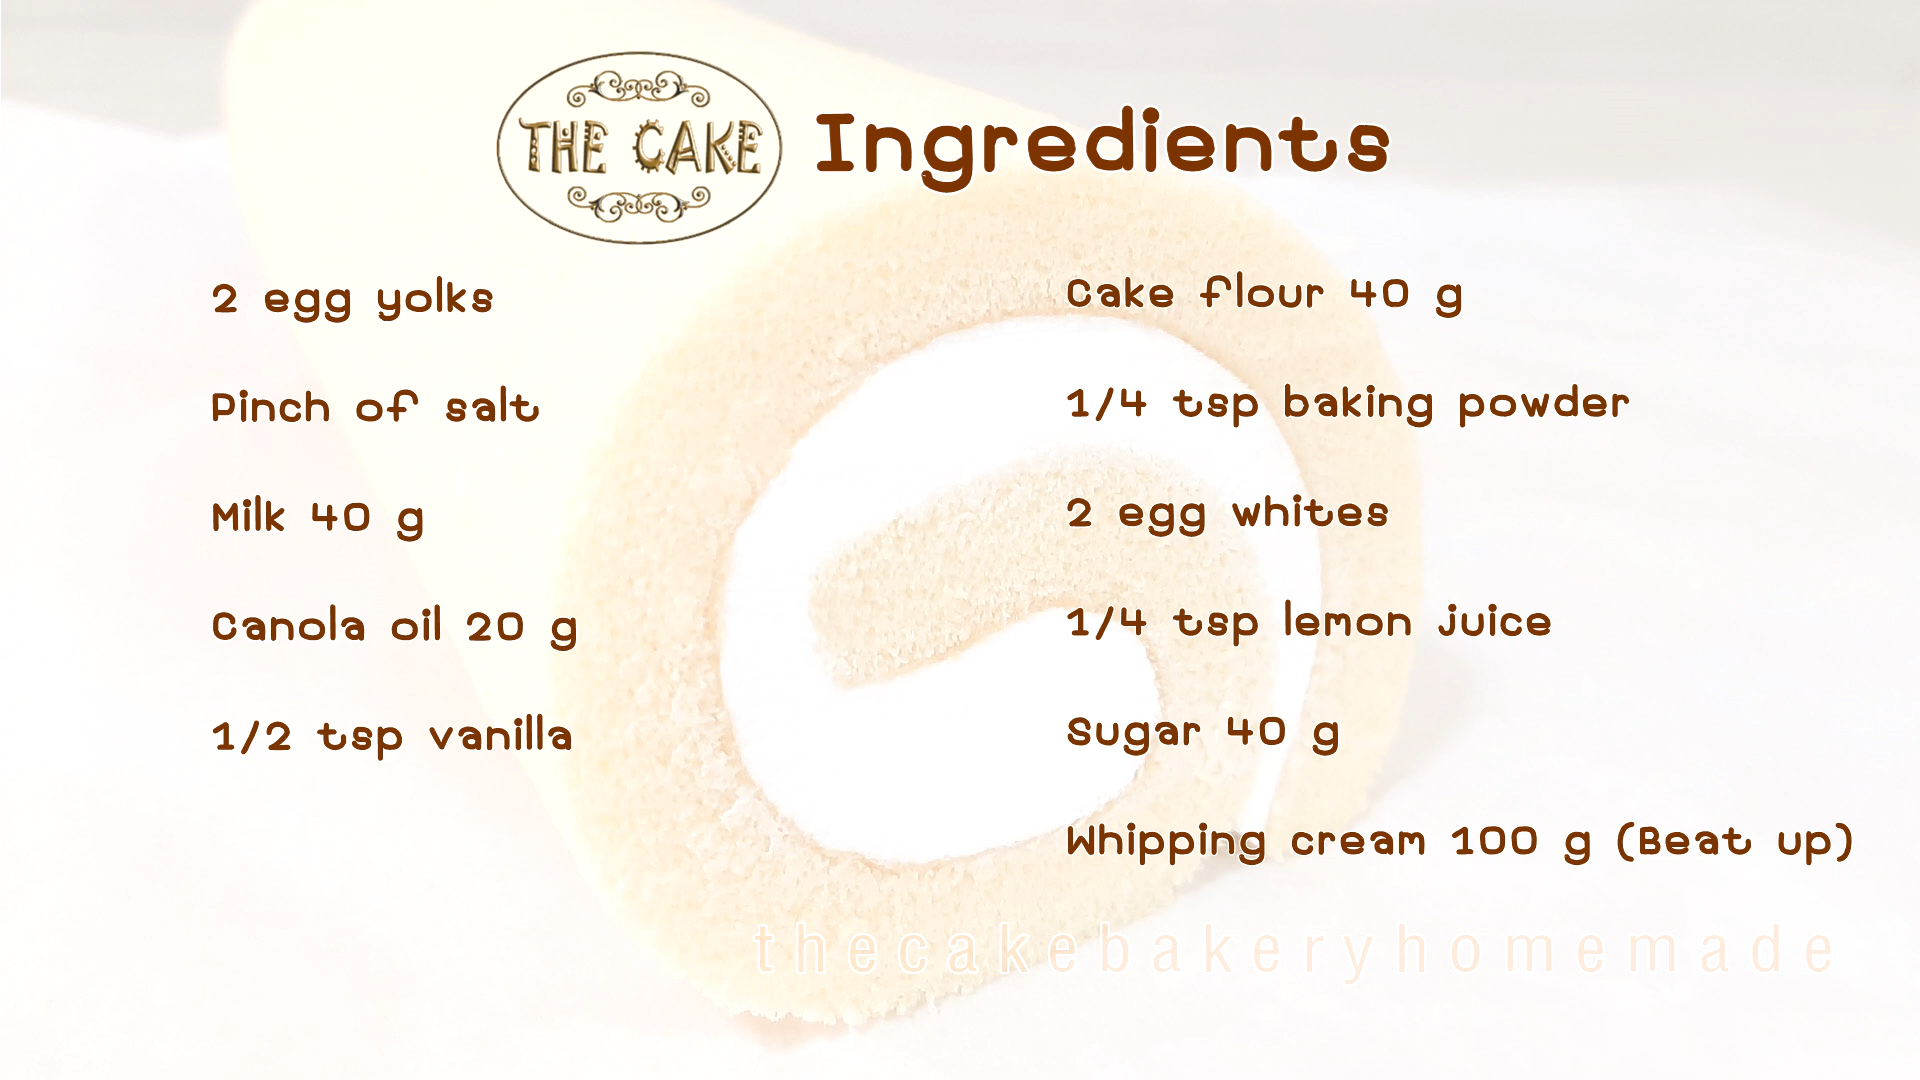 THE CAKE
Ingredients
2 egg yolks
Pinch of salt
Milk 40 g
Canola oil 20 g
1/2 tsp vanilla
Cake flour 40 g
1/4 tsp baking powder
2 egg whites
1/4 tsp lemon juice
Sugar 40 g
Whipping cream 100 g (Beat up)
thecakebakeryhomemade